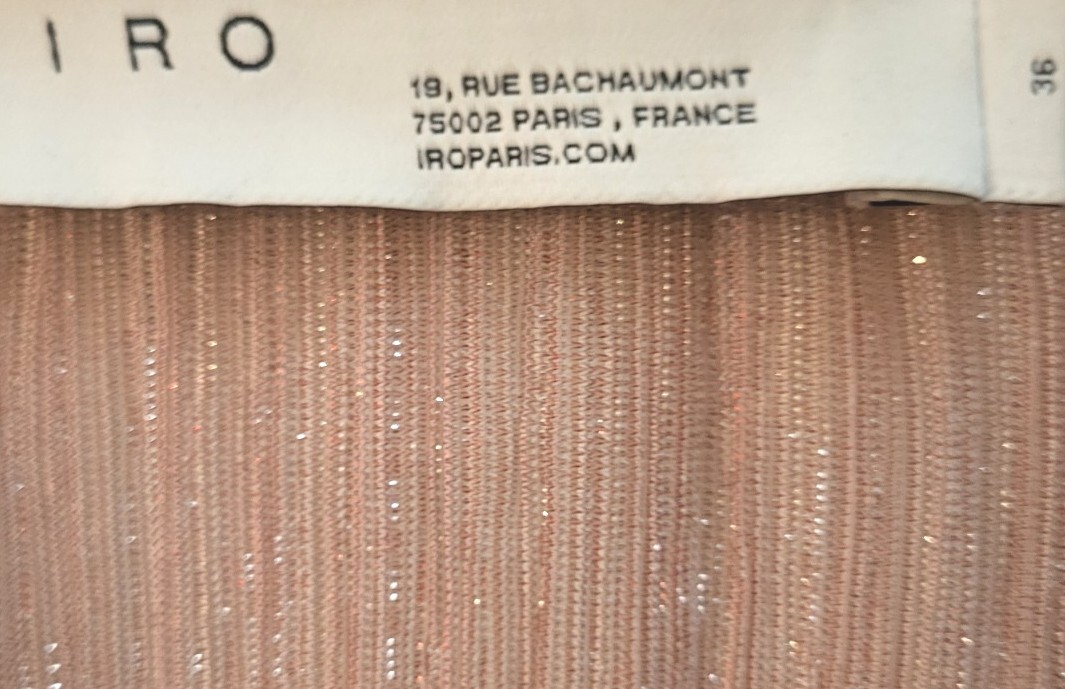 IRO
19, RUE BACHAUMONT
75002 PARIS , FRANCE
IROPARIS.COM
36